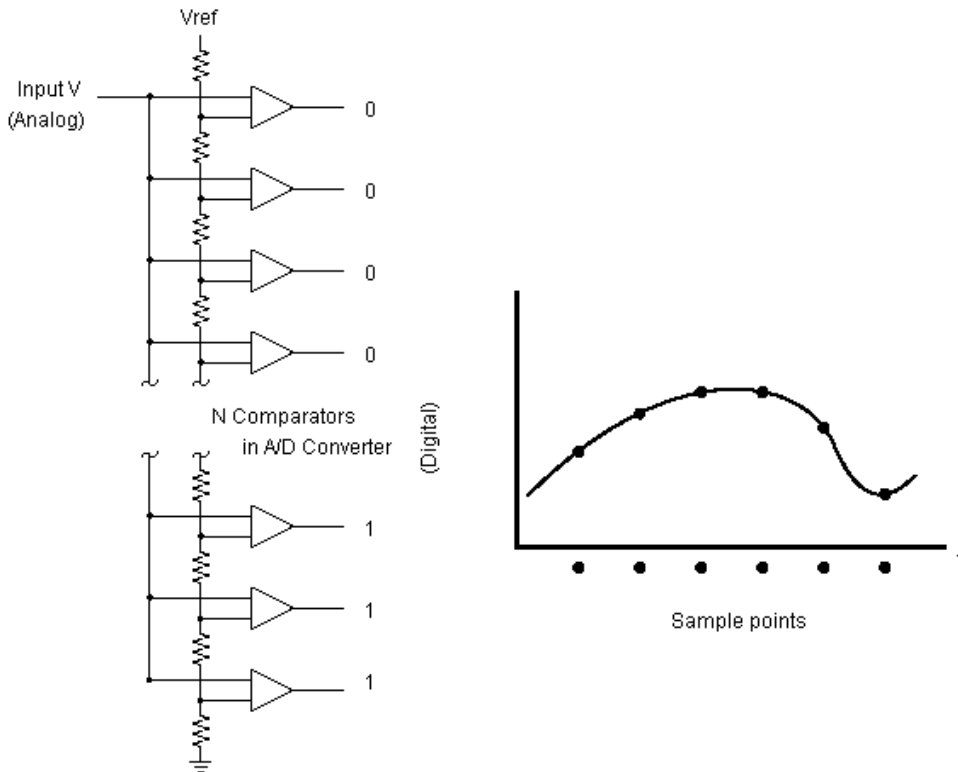 Vref
Input V
(Analog)
0
0
0
0
N Comparators
in A/D Converter
1
1
1
(Digital)
Sample points